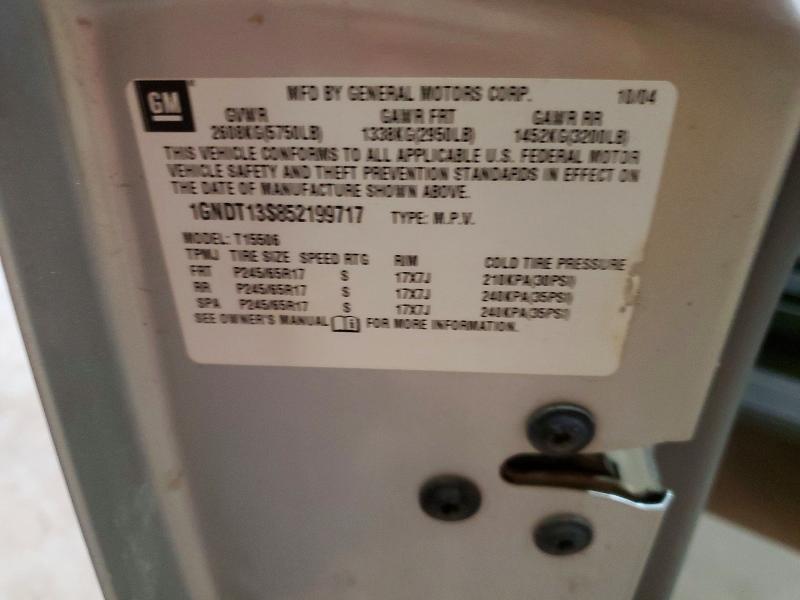 GM MFD BY GENERAL MOTORS CORP. 10/04
GVWR GAWR FRT GAWR RR
2608KG(5750LB) 1338KG(2950LB) 1452KG(3200LB)
THIS VEHICLE CONFORMS TO ALL APPLICABLE U.S. FEDERAL MOTOR
VEHICLE SAFETY AND THEFT PREVENTION STANDARDS IN EFFECT ON
THE DATE OF MANUFACTURE SHOWN ABOVE.
1GNDT13S852199717 TYPE: M.P.V.
MODEL: T15506
TPMJ TIRE SIZE SPEED RTG RIM COLD TIRE PRESSURE
FRT P245/65R17 S 17X7J 210KPA(30PSI)
RR P245/65R17 S 17X7J 240KPA(35PSI)
SPA P245/65R17 S 17X7J 240KPA(35PSI)
SEE OWNER'S MANUAL FOR MORE INFORMATION.